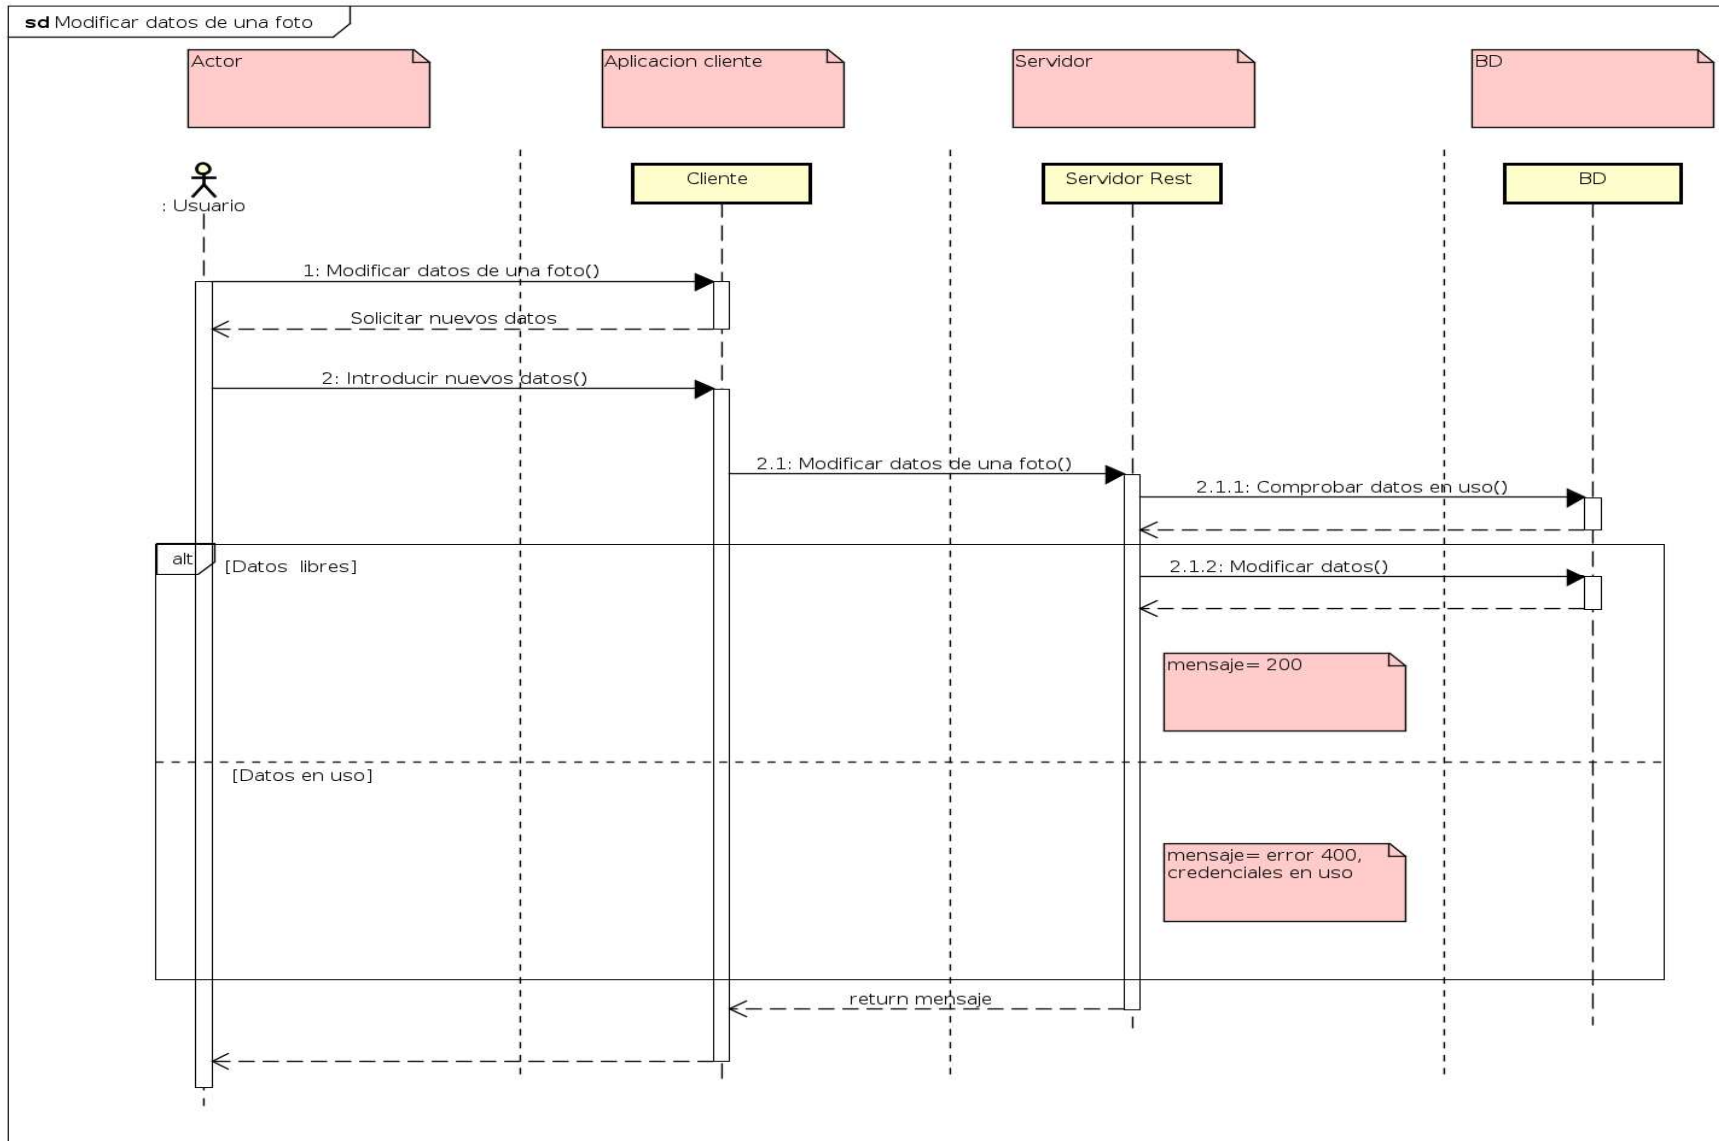 sd Modificar datos de una foto
Actor
Aplicacion cliente
Servidor
BD
: Usuario
Cliente
Servidor Rest
BD
1: Modificar datos de una foto()
Solicitar nuevos datos
2: Introducir nuevos datos()
2.1: Modificar datos de una foto()
2.1.1: Comprobar datos en uso()
alt
[Datos  libres]
2.1.2: Modificar datos()
mensaje= 200
[Datos en uso]
mensaje= error 400,
credenciales en uso
return mensaje